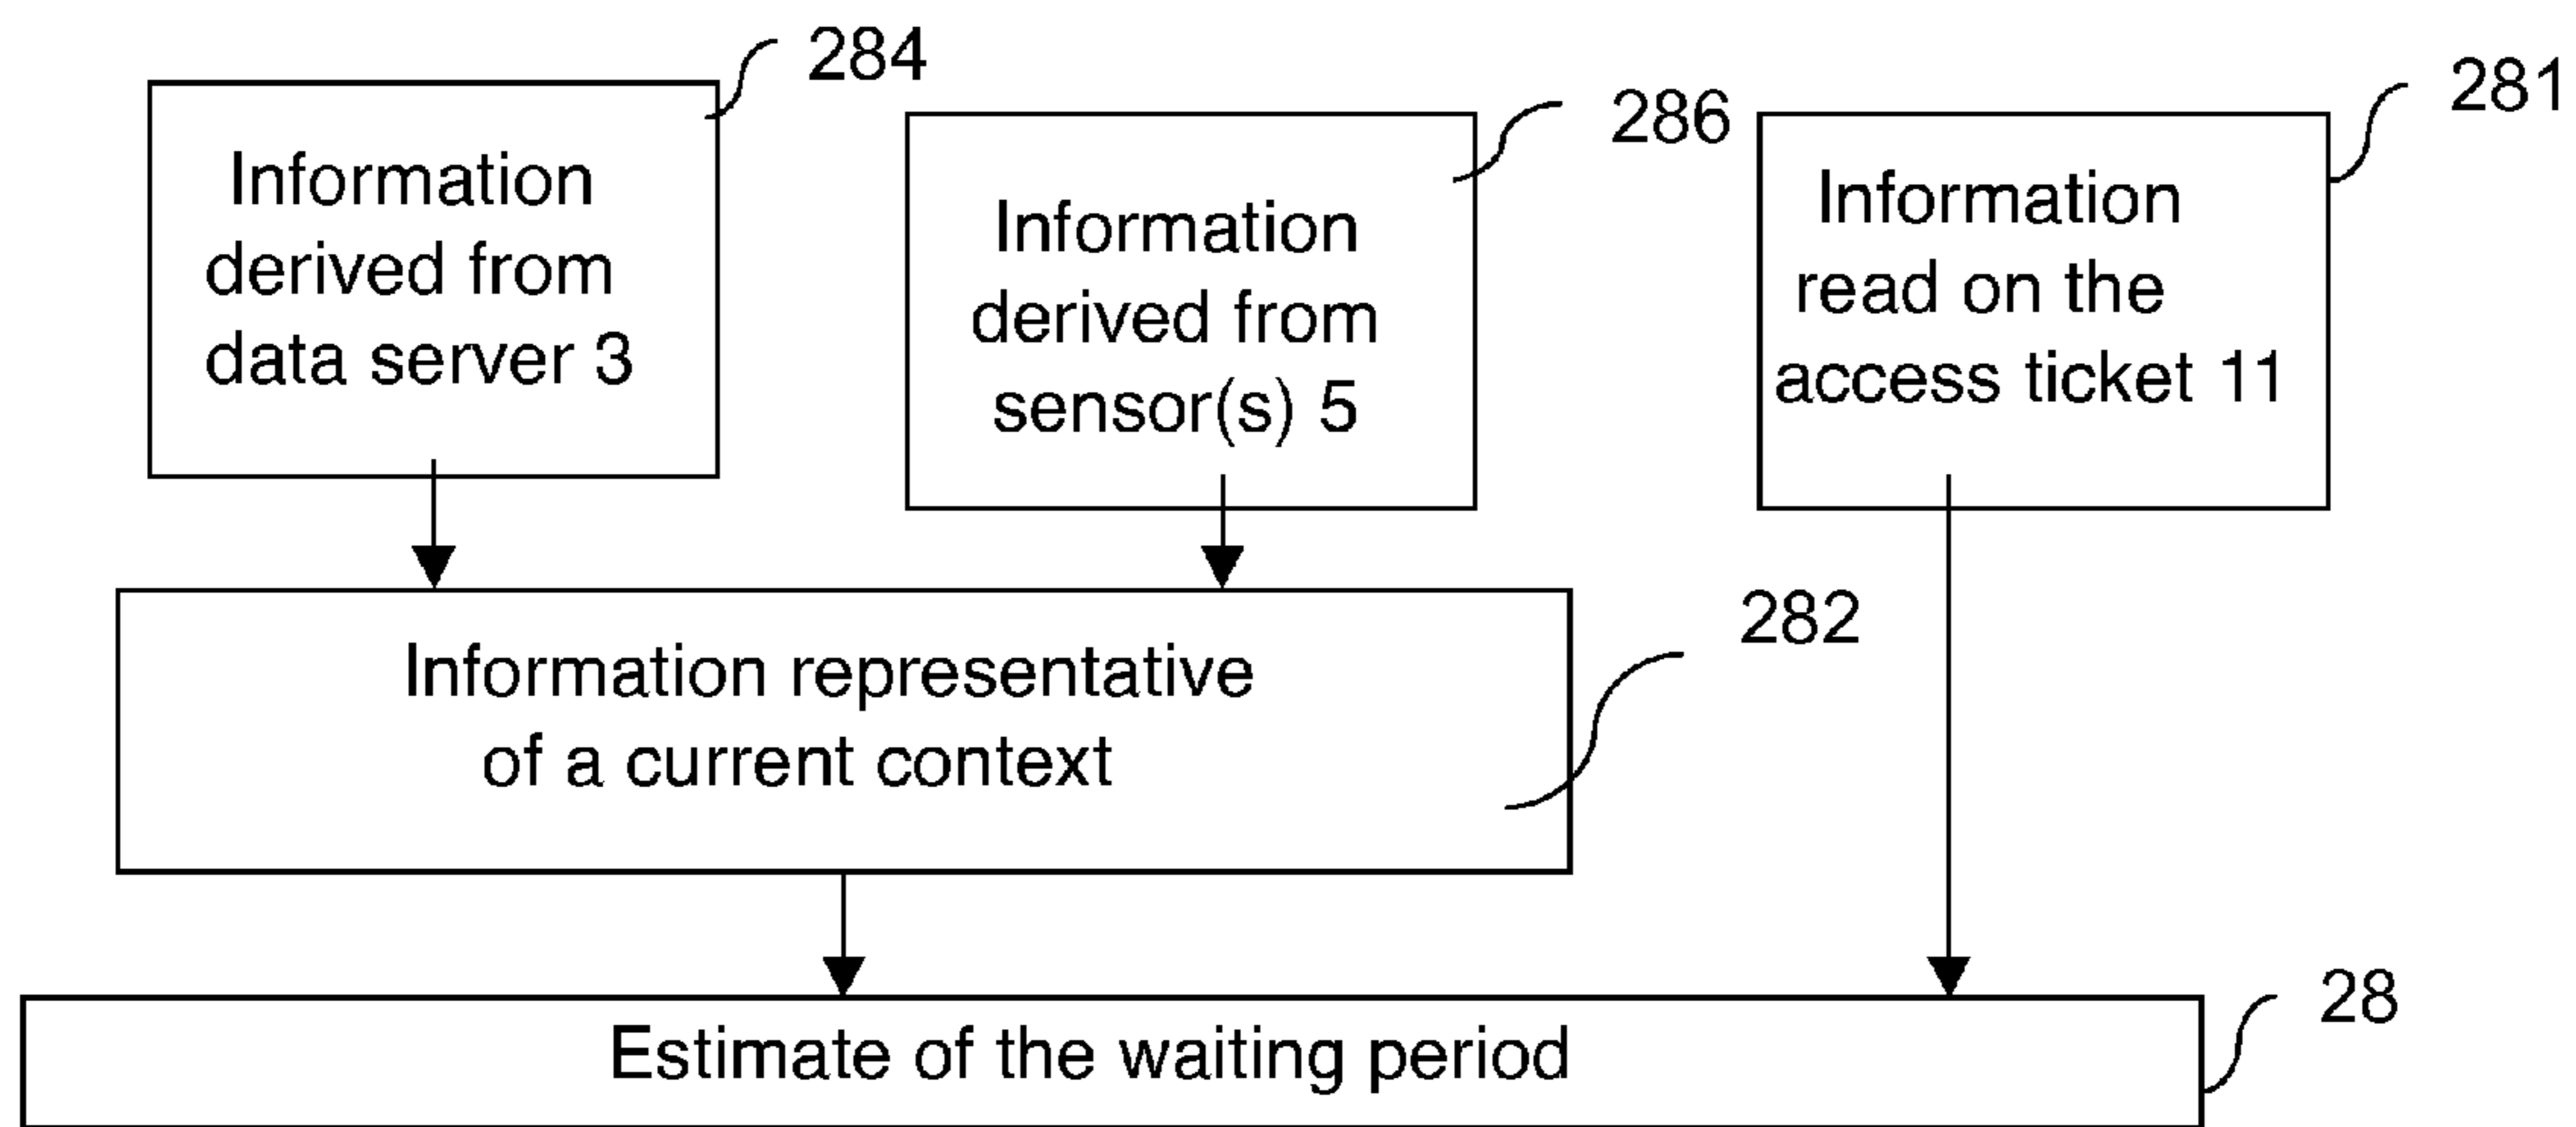 284
Information
derived from
data server 3
286
Information
derived from
sensor(s) 5
281
Information
read on the
access ticket 11
282
Information representative
of a current context
28
Estimate of the waiting period